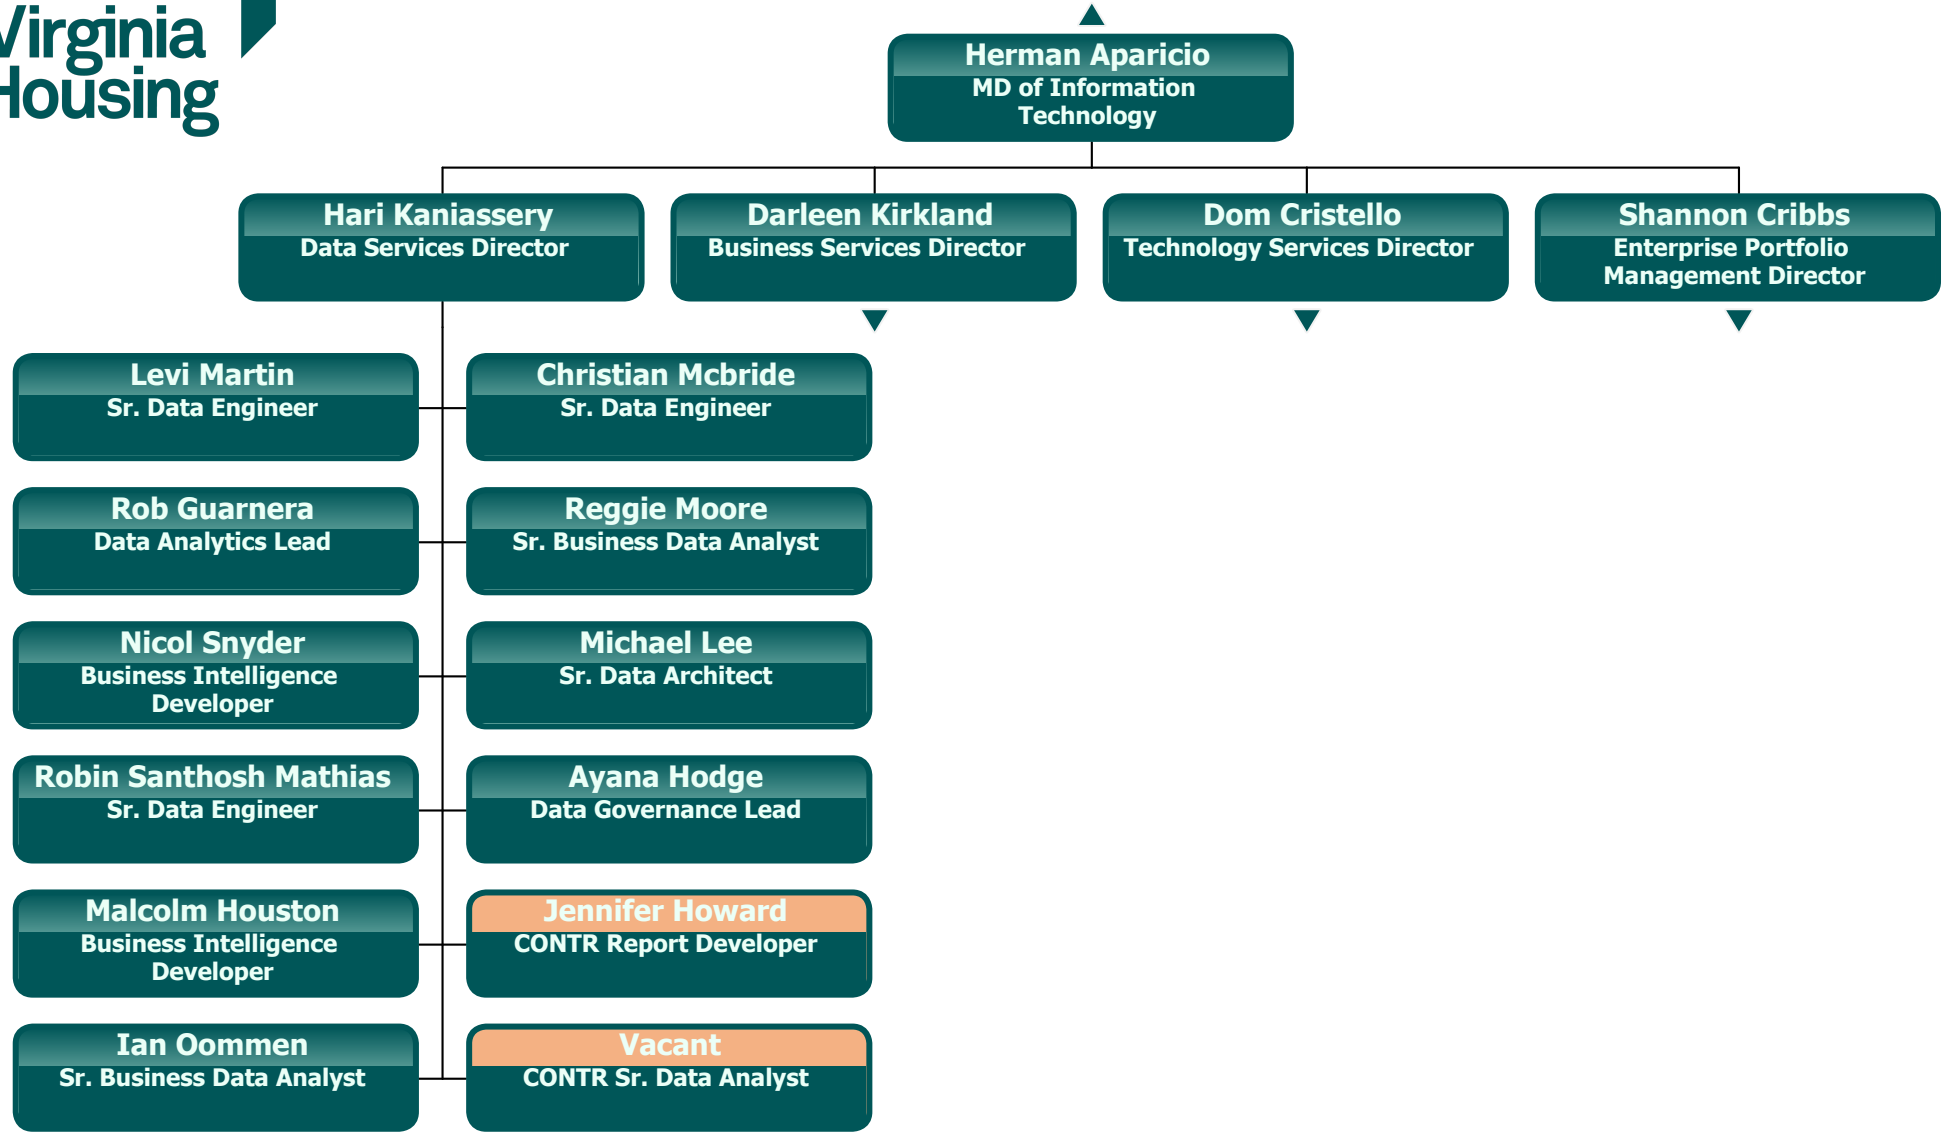 Virginia
Housing
Herman Aparicio
MD of Information
Technology
Hari Kaniassery
Data Services Director
Darleen Kirkland
Business Services Director
Dom Cristello
Technology Services Director
Shannon Cribbs
Enterprise Portfolio
Management Director
Levi Martin
Sr. Data Engineer
Christian Mcbride
Sr. Data Engineer
Rob Guarnera
Data Analytics Lead
Reggie Moore
Sr. Business Data Analyst
Nicol Snyder
Business Intelligence
Developer
Michael Lee
Sr. Data Architect
Robin Santhosh Mathias
Sr. Data Engineer
Ayana Hodge
Data Governance Lead
Malcolm Houston
Business Intelligence
Developer
Jennifer Howard
CONTR Report Developer
Ian Oommen
Sr. Business Data Analyst
Vacant
CONTR Sr. Data Analyst